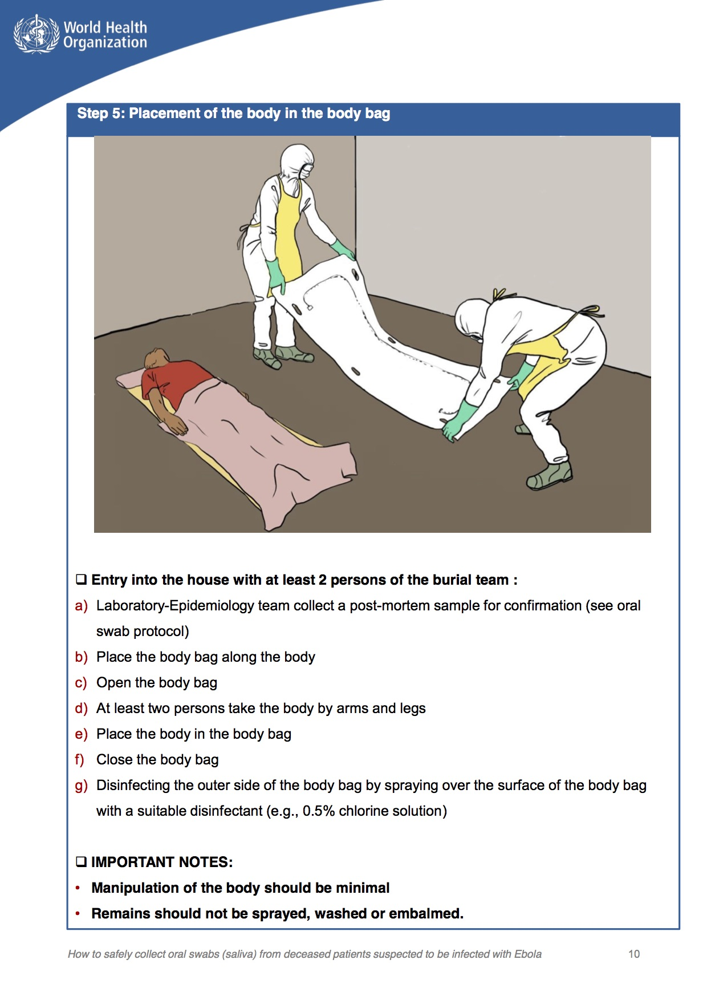 World Health
Organization
Step 5: Placement of the body in the body bag
❑ Entry into the house with at least 2 persons of the burial team :
a) Laboratory-Epidemiology team collect a post-mortem sample for confirmation (see oral
swab protocol)
b) Place the body bag along the body
c) Open the body bag
d) At least two persons take the body by arms and legs
e) Place the body in the body bag
f) Close the body bag
g) Disinfecting the outer side of the body bag by spraying over the surface of the body bag
with a suitable disinfectant (e.g., 0.5% chlorine solution)
❑ IMPORTANT NOTES:
• Manipulation of the body should be minimal
• Remains should not be sprayed, washed or embalmed.
How to safely collect oral swabs (saliva) from deceased patients suspected to be infected with Ebola 10